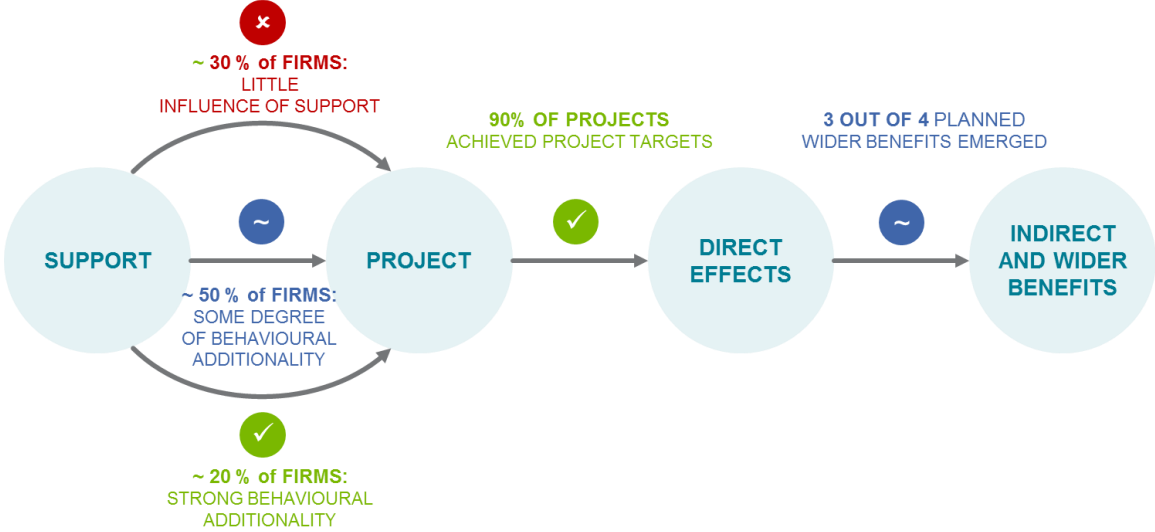 ~ 30 % of FIRMS:
LITTLE
INFLUENCE OF SUPPORT
90% OF PROJECTS
ACHIEVED PROJECT TARGETS
3 OUT OF 4 PLANNED
WIDER BENEFITS EMERGED
SUPPORT
~
PROJECT
DIRECT
EFFECTS
~
INDIRECT
AND WIDER
BENEFITS
~ 50 % of FIRMS:
SOME DEGREE
OF BEHAVIOURAL
ADDITIONALITY
~ 20 % of FIRMS:
STRONG BEHAVIOURAL
ADDITIONALITY